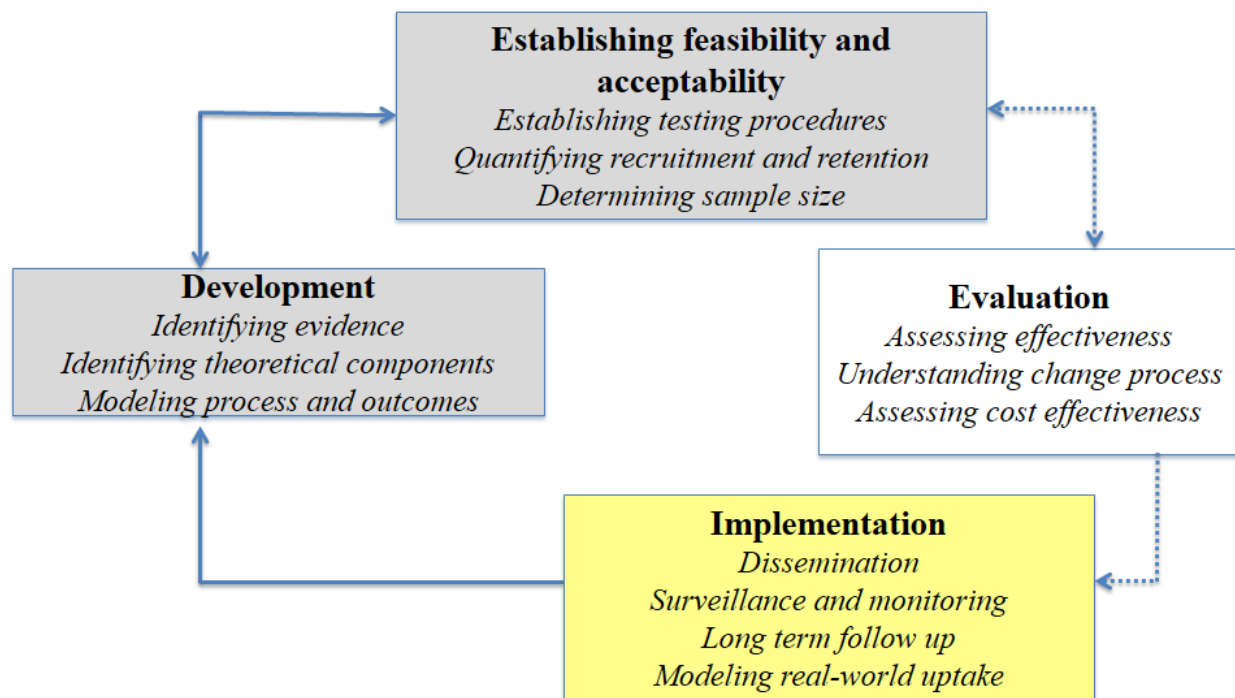 Establishing feasibility and
acceptability
Establishing testing procedures
Quantifying recruitment and retention
Determining sample size
Development
Identifying evidence
Identifying theoretical components
Modeling process and outcomes
Evaluation
Assessing effectiveness
Understanding change process
Assessing cost effectiveness
Implementation
Dissemination
Surveillance and monitoring
Long term follow up
Modeling real-world uptake